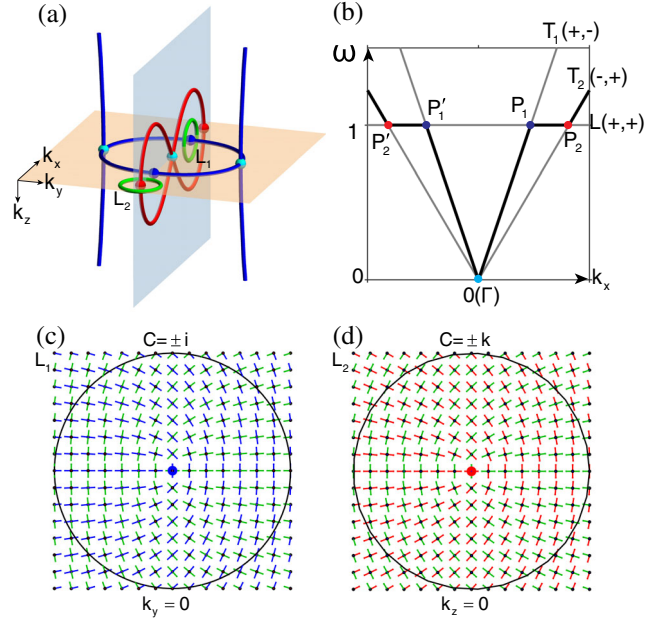 (a)
k_x
k_y
k_z
L_1
L_2
(b)
ω
T_1(+,-)
T_2(-,+)
L(+,+)
P_1'
P_1
P_2'
P_2
1
0
0(Γ)
k_x
(c)
C=±i
L_1
k_y=0
(d)
C=±k
L_2
k_z=0